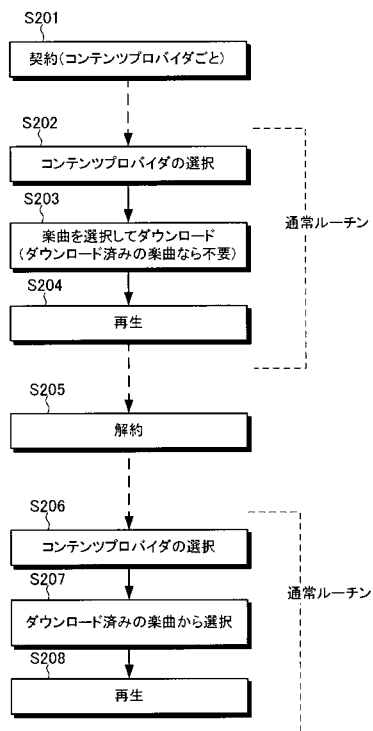 S201
契約(コンテンツプロバイダごと)
S202
コンテンツプロバイダの選択
S203
楽曲を選択してダウンロード
(ダウンロード済みの楽曲なら不要)
S204
再生
通常ルーチン
S205
解約
S206
コンテンツプロバイダの選択
S207
ダウンロード済みの楽曲から選択
S208
再生
通常ルーチン